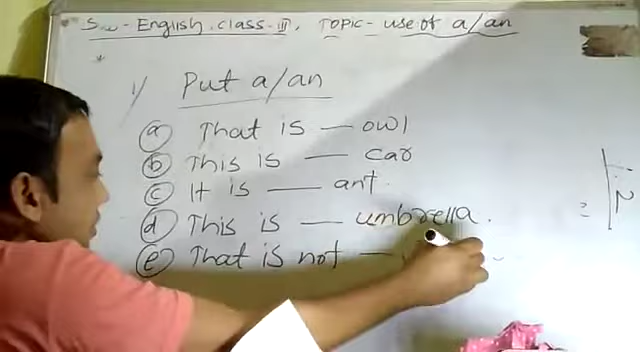 English. class-III. TOPIC- use of a/an
1) Put a/an
(a) That is — owl
(b) This is — car
(c) It is — ant.
(d) This is — umbrella.
(e) That is not —